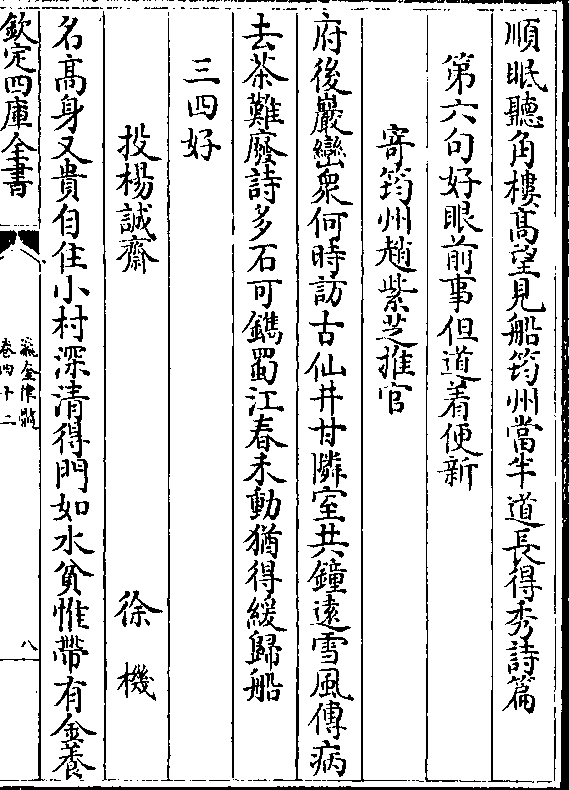 順眠聽角樓髙望見船筠州當半道長得秀詩篇
第六句好眼前事但道着便新
寄筠州趙紫芝推官
府後巖巒衆何時訪古仙井甘隣室共鐘逺雪風傳病
去茶難廢詩多石可鐫蜀江春未動猶得緩歸船
三四好
投楊誠齋　徐機
名髙身又貴自住小村深清得門如水貧惟帶有金養
欽定四庫全書
瀛奎律髓
卷四十二
八